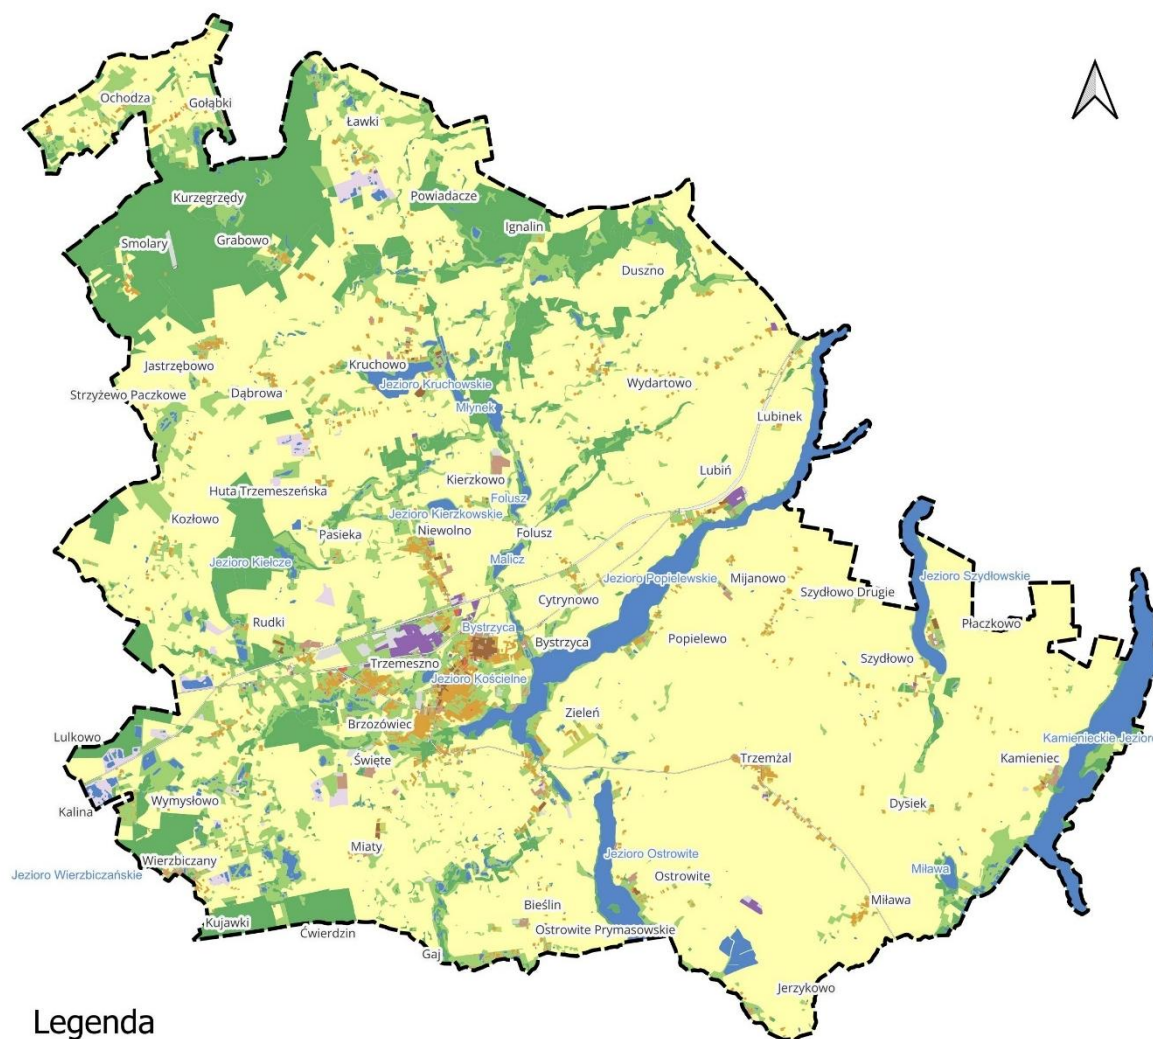 Ochodza
Gołąbki
Ławki
Kurzegrzędy
Powiadacze
Ignalin
Smolary
Grabowo
Duszno
Jastrzębowo
Kruchowo
Jezioro Kruchowskie
Wydartowo
Strzyżewo Paczkowe
Dąbrowa
Młynek
Lubinek
Kierzkowo
Lubiń
Huta Trzemeszeńska
Folusz
Jezioro Kierzkowskie
Kozłowo
Pasieka
Niewolno
Folusz
Jezioro Kiełcze
Malicz
Jezioro Popielewskie
Mijanowo
Jezioro Szydłowskie
Szydłowo Drugie
Cytrynowo
Rudki
Bystrzyca
Płaczkowo
Bystrzyca
Popielewo
Trzemeszno
Szydłowo
Jezioro Kościelne
Zieleń
Brzozówiec
Lulkowo
Kamienieckie Jezioro
Święte
Trzemżal
Kamieniec
Wymysłowo
Kalina
Dysiek
Miaty
Jezioro Ostrowite
Wierzbiczany
Jezioro Wierzbiczańskie
Ostrowite
Miława
Miława
Bieślin
Kujawki
Ćwierdzin
Ostrowite Prymasowskie
Gaj
Jerzykowo
Legenda